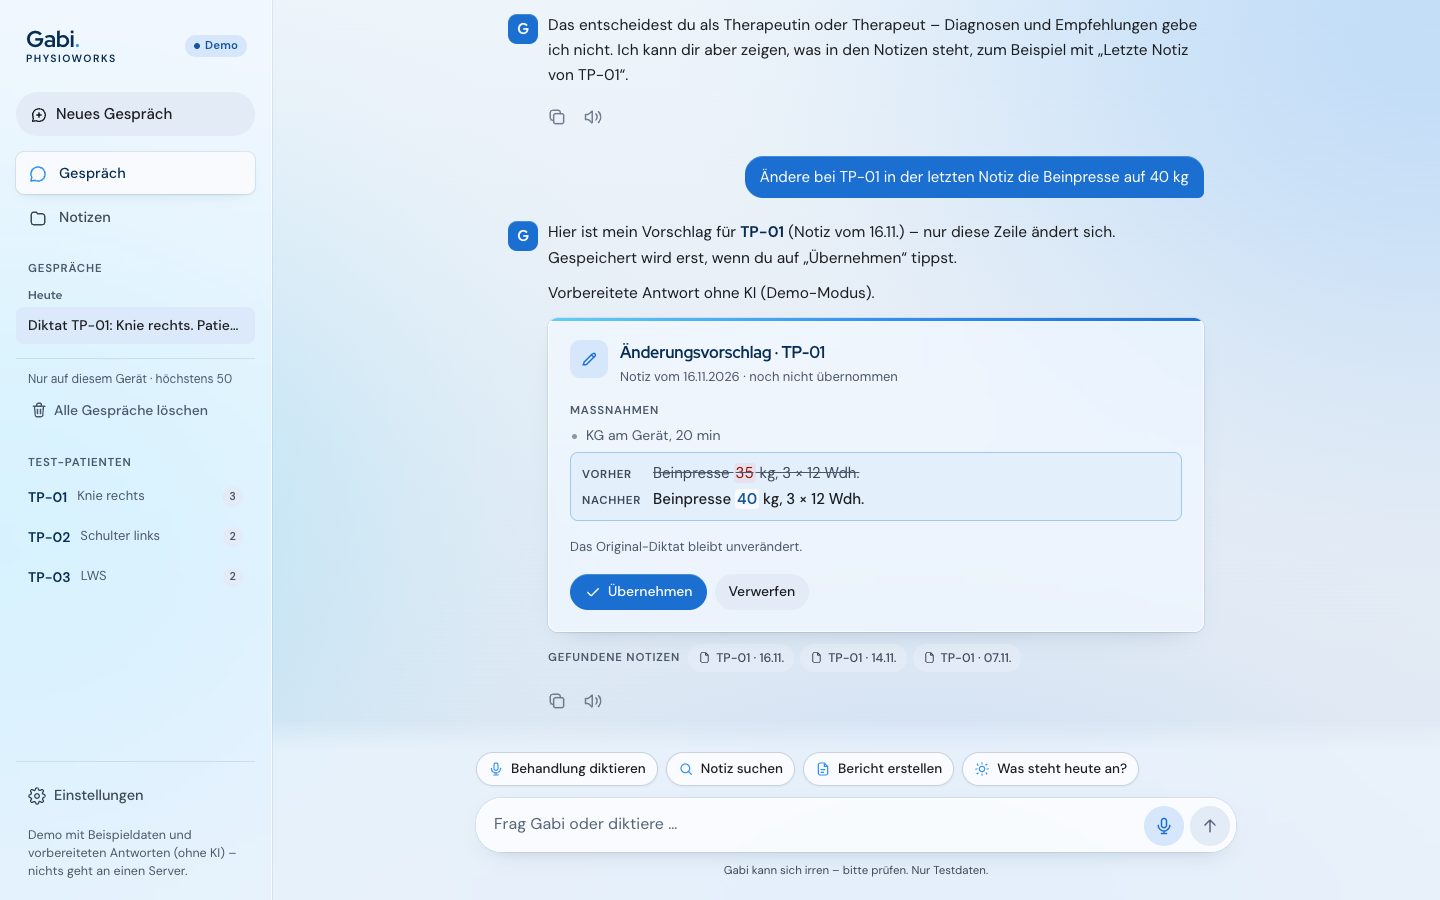 Gabi.
PHYSIOWORKS
Demo
Neues Gespräch
Gespräch
Notizen
GESPRÄCHE
Heute
Diktat TP-01: Knie rechts. Patie…
Nur auf diesem Gerät · höchstens 50
Alle Gespräche löschen
TEST-PATIENTEN
TP-01 Knie rechts 3
TP-02 Schulter links 2
TP-03 LWS 2
Einstellungen
Demo mit Beispieldaten und
vorbereiteten Antworten (ohne KI) –
nichts geht an einen Server.
G
Das entscheidest du als Therapeutin oder Therapeut – Diagnosen und Empfehlungen gebe
ich nicht. Ich kann dir aber zeigen, was in den Notizen steht, zum Beispiel mit „Letzte Notiz
von TP-01“.
Ändere bei TP-01 in der letzten Notiz die Beinpresse auf 40 kg
G
Hier ist mein Vorschlag für TP-01 (Notiz vom 16.11.) – nur diese Zeile ändert sich.
Gespeichert wird erst, wenn du auf „Übernehmen“ tippst.
Vorbereitete Antwort ohne KI (Demo-Modus).
Änderungsvorschlag · TP-01
Notiz vom 16.11.2026 · noch nicht übernommen
MASSNAHMEN
KG am Gerät, 20 min
VORHER Beinpresse 35 kg, 3 × 12 Wdh.
NACHHER Beinpresse 40 kg, 3 × 12 Wdh.
Das Original-Diktat bleibt unverändert.
Übernehmen Verwerfen
GEFUNDENE NOTIZEN TP-01 · 16.11. TP-01 · 14.11. TP-01 · 07.11.
Behandlung diktieren Notiz suchen Bericht erstellen Was steht heute an?
Frag Gabi oder diktiere …
Gabi kann sich irren – bitte prüfen. Nur Testdaten.